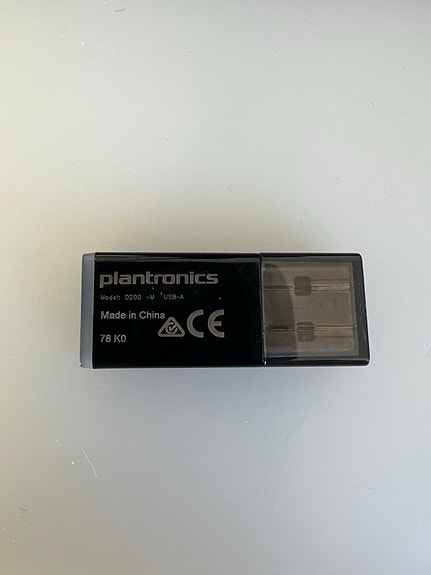 plantronics
Model: D200 -M USB-A
Made in China
CE
78 K0